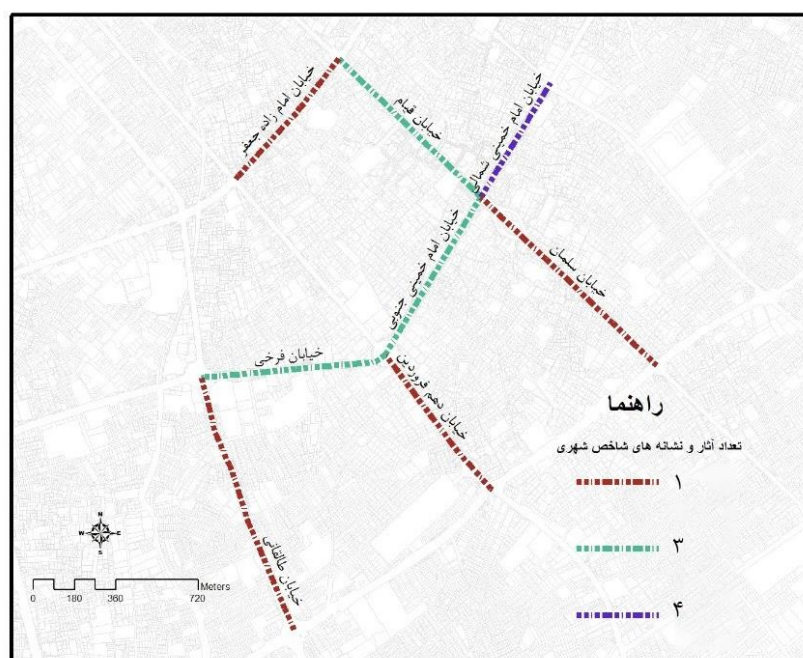 خیابان امام زاده جعفر
خیابان قیام
خیابان امام خمینی شمالی
خیابان امام خمینی جنوبی
خیابان سلمان
خیابان فرخی
خیابان دهم فروردین
خیابان طالقانی
راهنما
تعداد آثار و نشانه های شاخص شهری
۱
۳
۴
N
W E
S
Meters
0 180 360 720